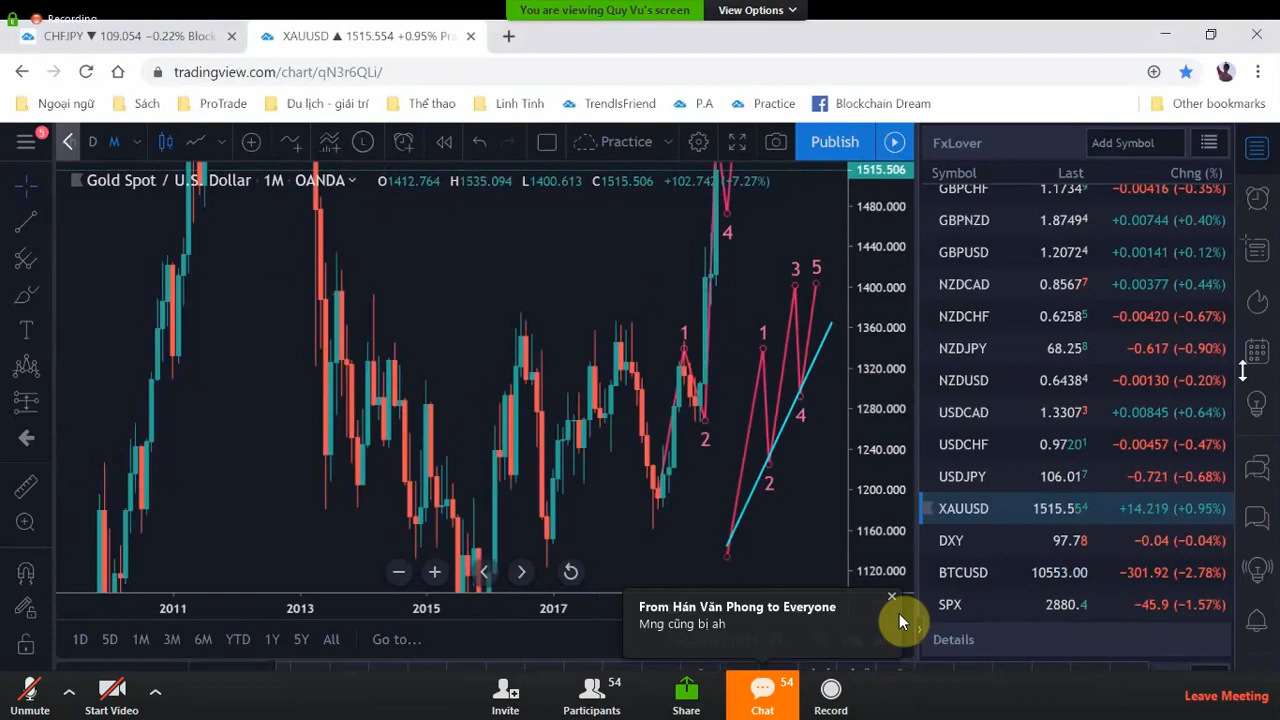 Recording
You are viewing Quy Vu's screen
View Options
CHFJPY ▼ 109.054 −0.22% Block
XAUUSD ▲ 1515.554 +0.95% Pra
tradingview.com/chart/qN3r6QLi/
Ngoại ngữ
Sách
ProTrade
Du lịch - giải trí
Thể thao
Linh Tinh
TrendIsFriend
P.A
Practice
Blockchain Dream
Other bookmarks
5
D
M
Practice
Publish
FxLover
Add Symbol
Gold Spot / U.S. Dollar
1M
OANDA
O1412.764
H1535.094
L1400.613
C1515.506
1515.506
1480.000
1440.000
1400.000
1360.000
1320.000
1280.000
1240.000
1200.000
1160.000
1120.000
4
1
2
1
2
3
4
5
2011
2013
2015
2017
1D
5D
1M
3M
6M
YTD
1Y
5Y
All
Go to...
Symbol
Last
Chng (%)
GBPCHF 1.17349 −0.00416 (−0.35%)
GBPNZD 1.87494 +0.00744 (+0.40%)
GBPUSD 1.20724 +0.00141 (+0.12%)
NZDCAD 0.85677 +0.00377 (+0.44%)
NZDCHF 0.62585 −0.00420 (−0.67%)
NZDJPY 68.258 −0.617 (−0.90%)
NZDUSD 0.64384 −0.00130 (−0.20%)
USDCAD 1.33073 +0.00845 (+0.64%)
USDCHF 0.97201 −0.00457 (−0.47%)
USDJPY 106.017 −0.721 (−0.68%)
XAUUSD 1515.554 +14.219 (+0.95%)
DXY 97.78 −0.04 (−0.04%)
BTCUSD 10553.00 −301.92 (−2.78%)
SPX 2880.4 −45.9 (−1.57%)
Details
From Hán Văn Phong to Everyone
Mng cũng bị ah
Unmute
Start Video
Invite
54
Participants
Share
54
Chat
Record
Leave Meeting